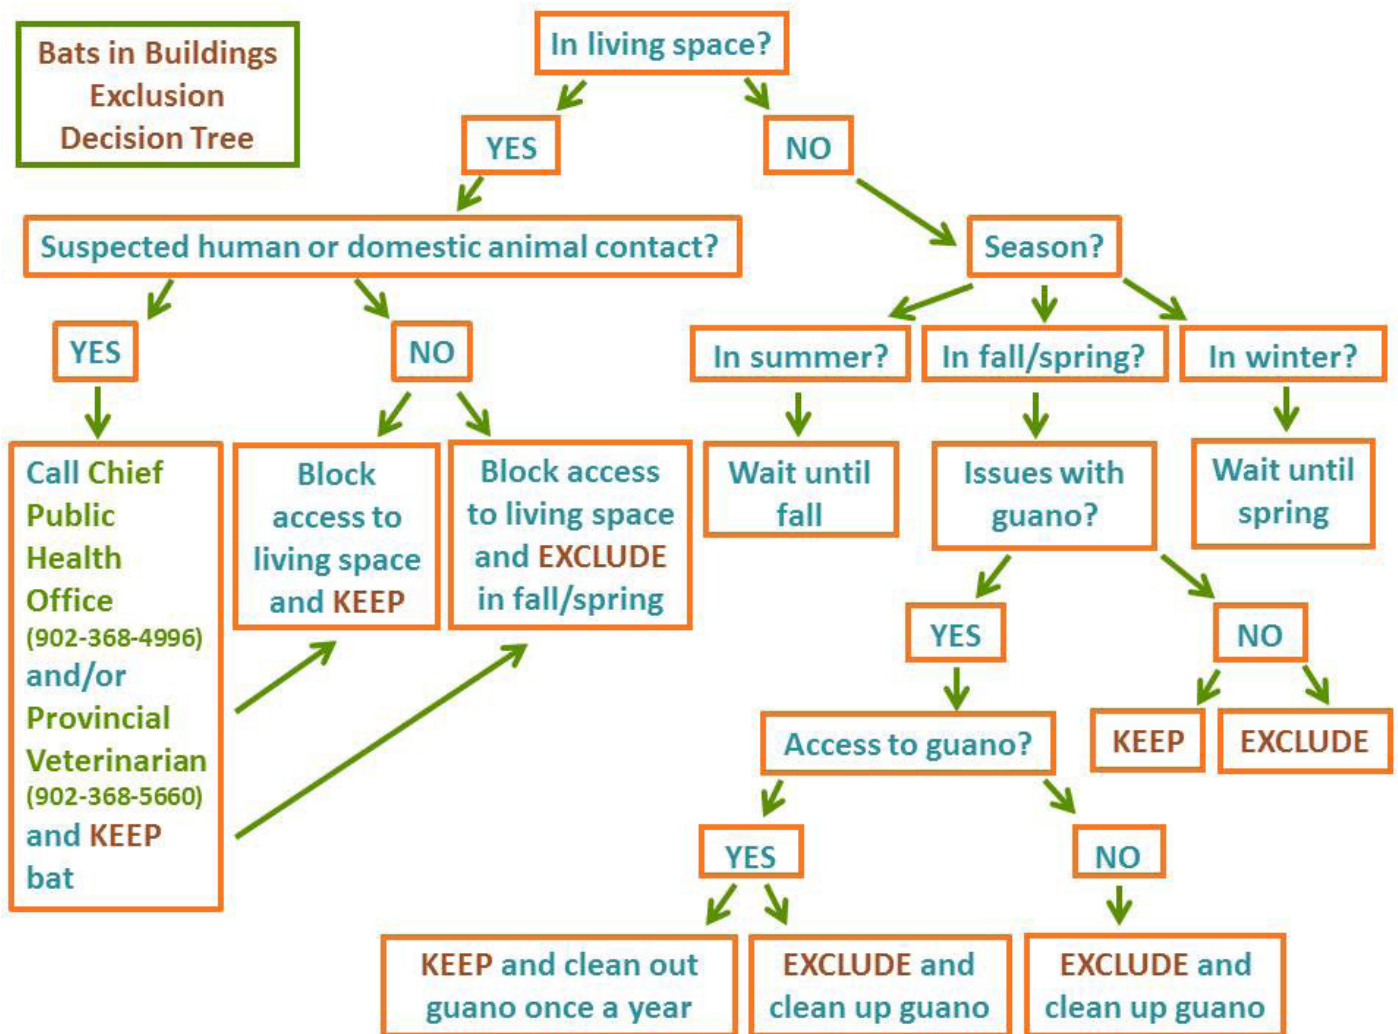 Bats in Buildings
Exclusion
Decision Tree
In living space?
YES
NO
Suspected human or domestic animal contact?
Season?
YES
NO
In summer?
In fall/spring?
In winter?
Call Chief
Public
Health
Office
(902-368-4996)
and/or
Provincial
Veterinarian
(902-368-5660)
and KEEP
bat
Block
access to
living space
and KEEP
Block access
to living space
and EXCLUDE
in fall/spring
Wait until
fall
Issues with
guano?
Wait until
spring
YES
NO
Access to guano?
KEEP
EXCLUDE
YES
NO
KEEP and clean out
guano once a year
EXCLUDE and
clean up guano
EXCLUDE and
clean up guano